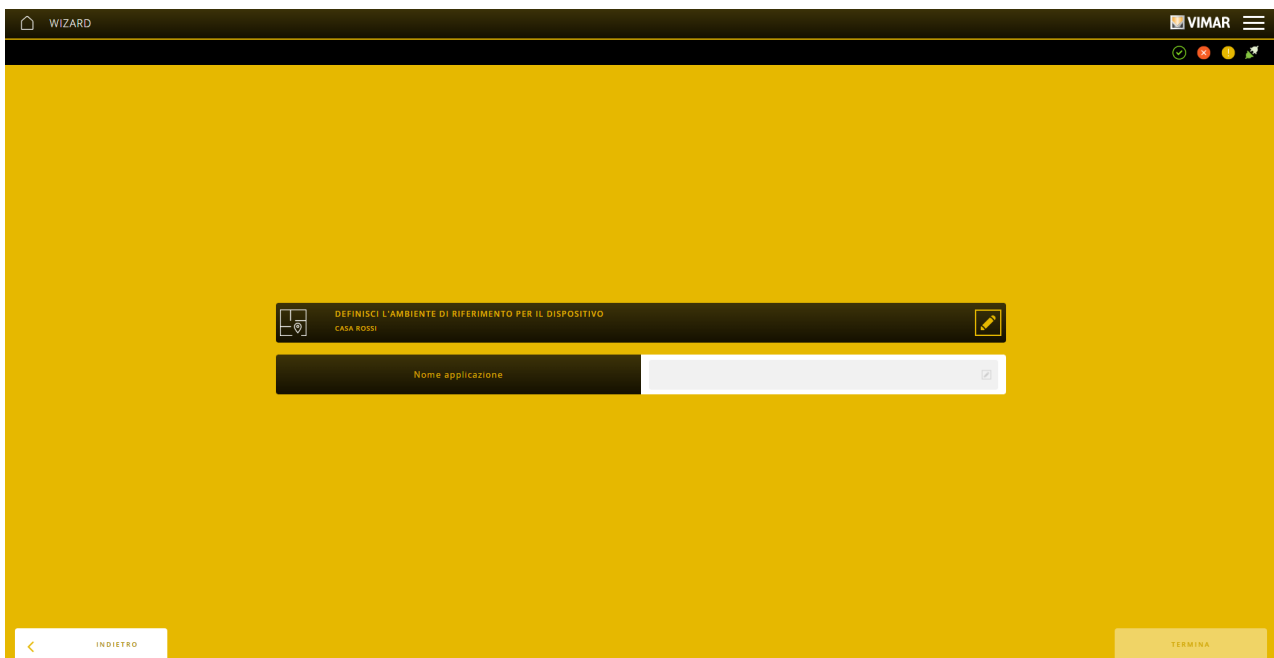 WIZARD
VIMAR
DEFINISCI L'AMBIENTE DI RIFERIMENTO PER IL DISPOSITIVO
CASA ROSSI
Nome applicazione
INDIETRO
TERMINA